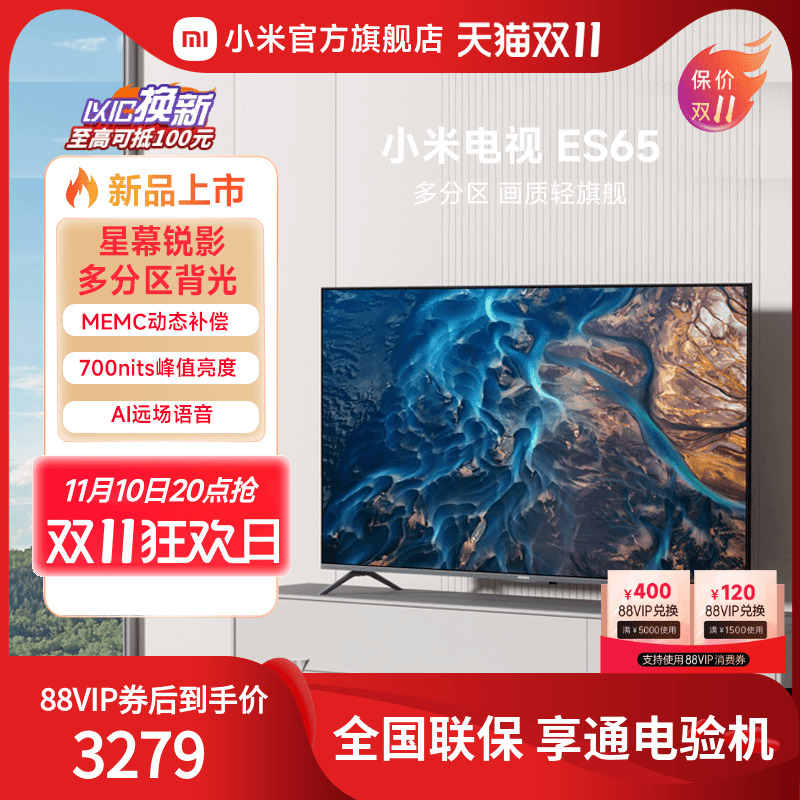 小米官方旗舰店 天猫双11
保价
双11
以旧换新
至高可抵100元
小米电视 ES65
多分区 画质轻旗舰
新品上市
星幕锐影
多分区背光
MEMC动态补偿
700nits峰值亮度
AI远场语音
11月10日20点抢
双11狂欢日
¥400
88VIP兑换
满¥5000使用
¥120
88VIP兑换
满¥1500使用
支持使用88VIP消费券
88VIP券后到手价
3279
全国联保 享通电验机